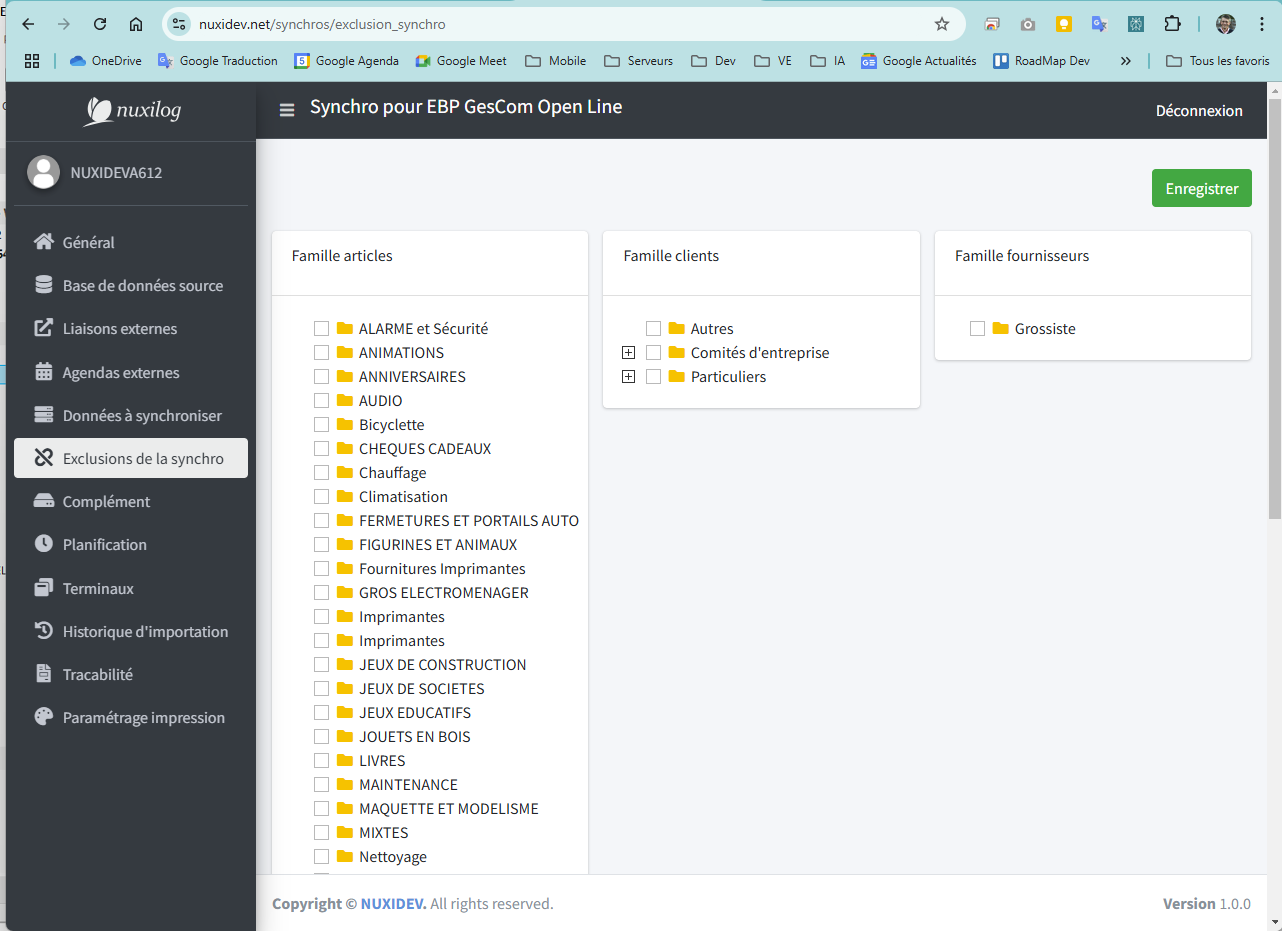 nuxidev.net/synchros/exclusion_synchro
OneDrive
Google Traduction
5
Google Agenda
Google Meet
Mobile
Serveurs
Dev
VE
IA
Google Actualités
RoadMap Dev
»
Tous les favoris
nuxilog
Synchro pour EBP GesCom Open Line
Déconnexion
NUXIDEVA612
Enregistrer
Général
Base de données source
Liaisons externes
Agendas externes
Données à synchroniser
Exclusions de la synchro
Complément
Planification
Terminaux
Historique d'importation
Tracabilité
Paramétrage impression
Famille articles
ALARME et Sécurité
ANIMATIONS
ANNIVERSAIRES
AUDIO
Bicyclette
CHEQUES CADEAUX
Chauffage
Climatisation
FERMETURES ET PORTAILS AUTO
FIGURINES ET ANIMAUX
Fournitures Imprimantes
GROS ELECTROMENAGER
Imprimantes
Imprimantes
JEUX DE CONSTRUCTION
JEUX DE SOCIETES
JEUX EDUCATIFS
JOUETS EN BOIS
LIVRES
MAINTENANCE
MAQUETTE ET MODELISME
MIXTES
Nettoyage
Famille clients
Autres
Comités d'entreprise
Particuliers
Famille fournisseurs
Grossiste
Copyright © NUXIDEV. All rights reserved.
Version 1.0.0